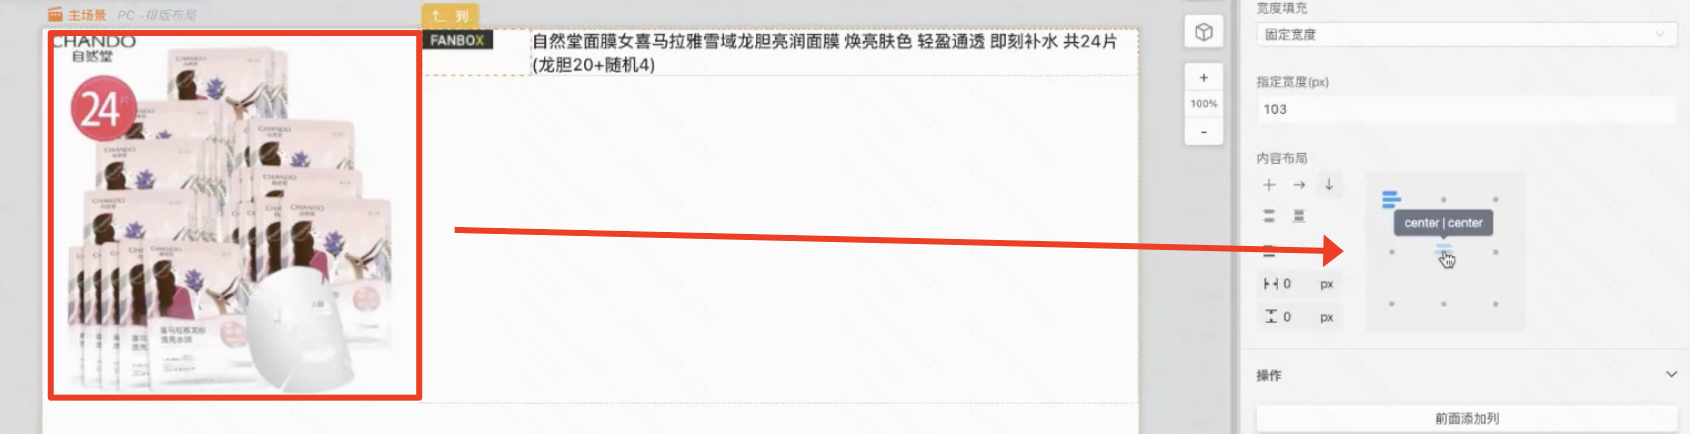 主场景 PC -排版布局
列
CHANDO
自然堂
24
FANBOX
自然堂面膜女喜马拉雅雪域龙胆亮润面膜 焕亮肤色 轻盈通透 即刻补水 共24片
(龙胆20+随机4)
CHANDO
CHANDO
CHANDO
CHANDO
+
100%
-
宽度填充
固定宽度
指定宽度(px)
103
内容布局
center | center
0 px
0 px
操作
前面添加列